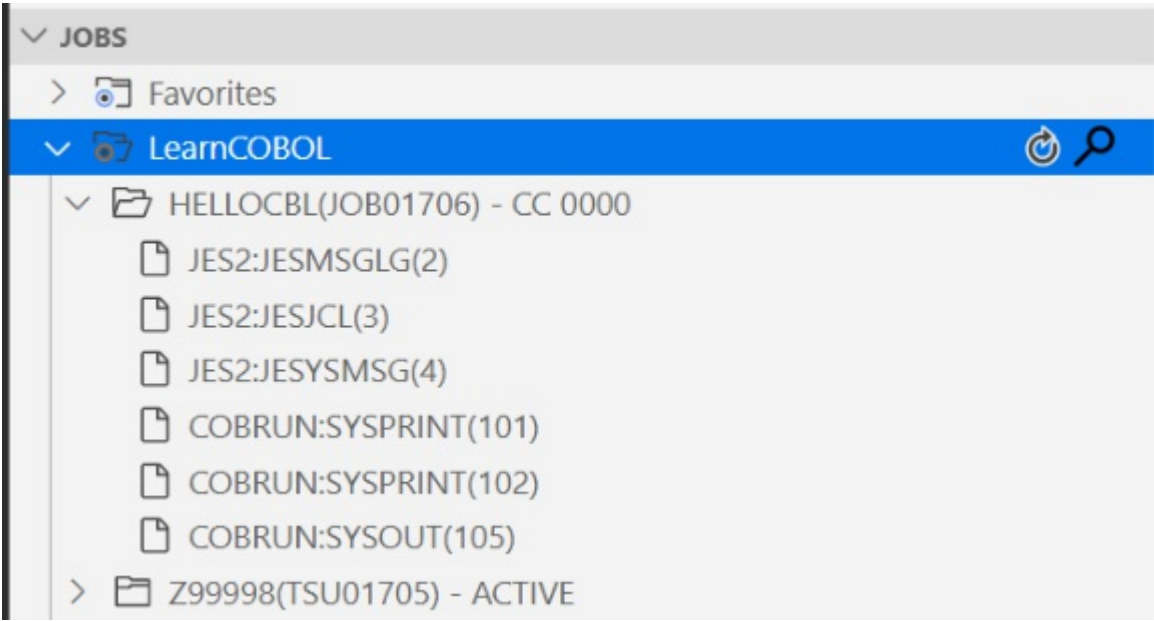 JOBS
Favorites
LearnCOBOL
HELLOCBL(JOB01706) - CC 0000
JES2:JESMSGLG(2)
JES2:JESJCL(3)
JES2:JESYSMSG(4)
COBRUN:SYSPRINT(101)
COBRUN:SYSPRINT(102)
COBRUN:SYSOUT(105)
Z99998(TSU01705) - ACTIVE